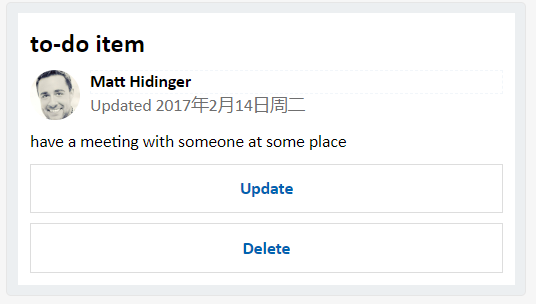 to-do item
Matt Hidinger
Updated 2017年2月14日周二
have a meeting with someone at some place
Update
Delete